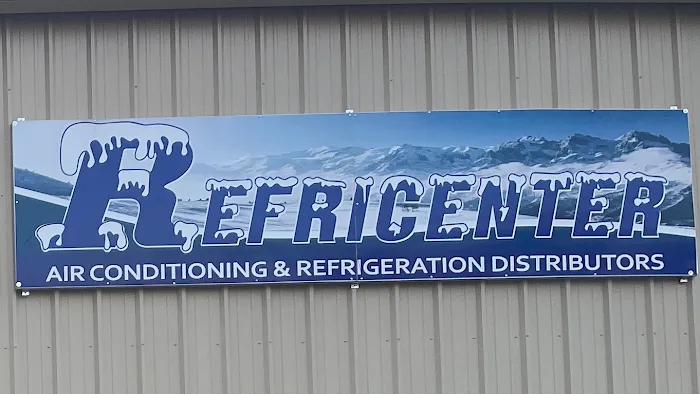 REFRICENTER
AIR CONDITIONING & REFRIGERATION DISTRIBUTORS